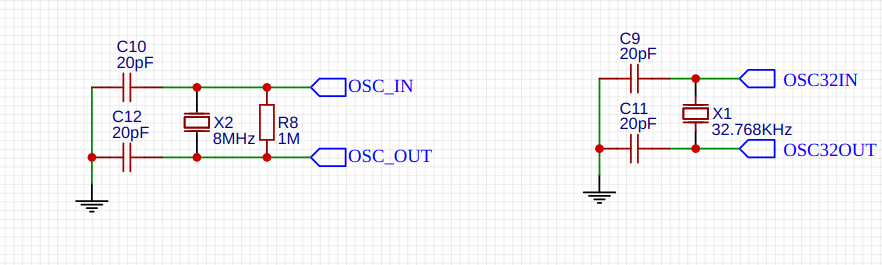 C10
20pF
OSC_IN
C12
20pF
X2
8MHz
R8
1M
OSC_OUT
C9
20pF
OSC32IN
C11
20pF
X1
32.768KHz
OSC32OUT